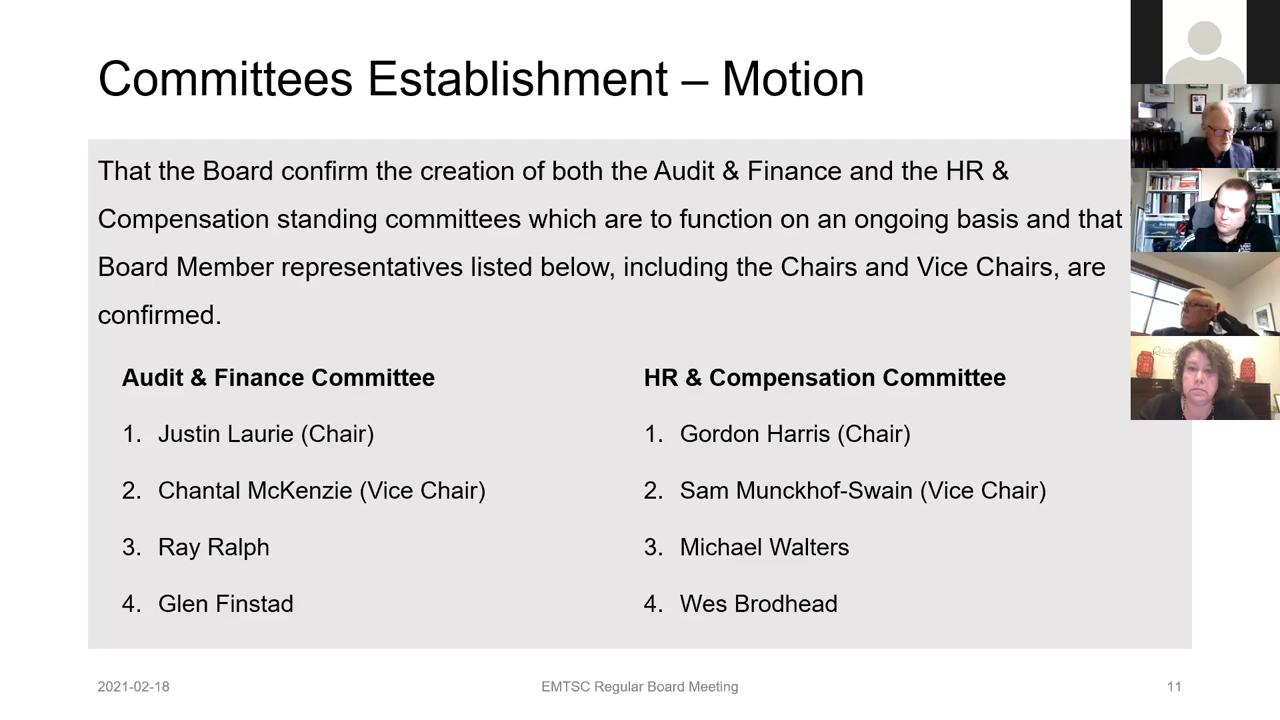 Committees Establishment – Motion
That the Board confirm the creation of both the Audit & Finance and the HR &
Compensation standing committees which are to function on an ongoing basis and that
Board Member representatives listed below, including the Chairs and Vice Chairs, are
confirmed.
Audit & Finance Committee
1. Justin Laurie (Chair)
2. Chantal McKenzie (Vice Chair)
3. Ray Ralph
4. Glen Finstad
HR & Compensation Committee
1. Gordon Harris (Chair)
2. Sam Munckhof-Swain (Vice Chair)
3. Michael Walters
4. Wes Brodhead
2021-02-18
EMTSC Regular Board Meeting
11